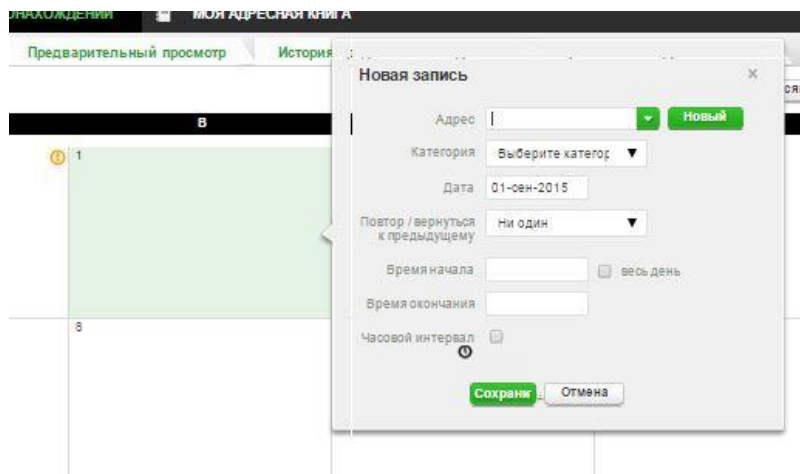 МОЯ АДРЕСНАЯ КНИГА
Предварительный просмотр
История
Новая запись
×
В
1
Адрес
Новый
Категория
Выберите категор
Дата
01-сен-2015
Повтор / вернуться
к предыдущему
Ни один
Время начала
весь день
Время окончания
8
Часовой интервал
Сохрани
Отмена